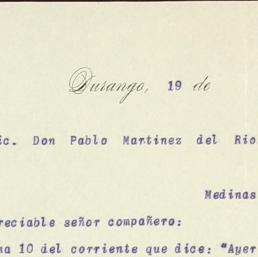 Durango, 19 de
ic. Don Pablo Martinez del Rio
Medinas
reciable señor compañero:
na 10 del corriente que dice: "Ayer